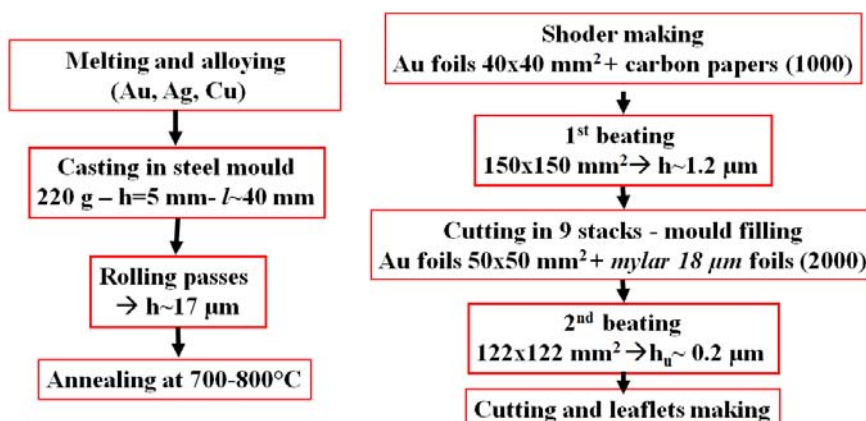 Melting and alloying
(Au, Ag, Cu)
Casting in steel mould
220 g – h=5 mm- l~40 mm
Rolling passes
→ h~17 µm
Annealing at 700-800°C
Shoder making
Au foils 40x40 mm² + carbon papers (1000)
1st beating
150x150 mm² → h~1.2 µm
Cutting in 9 stacks - mould filling
Au foils 50x50 mm² + mylar 18 µm foils (2000)
2nd beating
122x122 mm² → hu~ 0.2 µm
Cutting and leaflets making